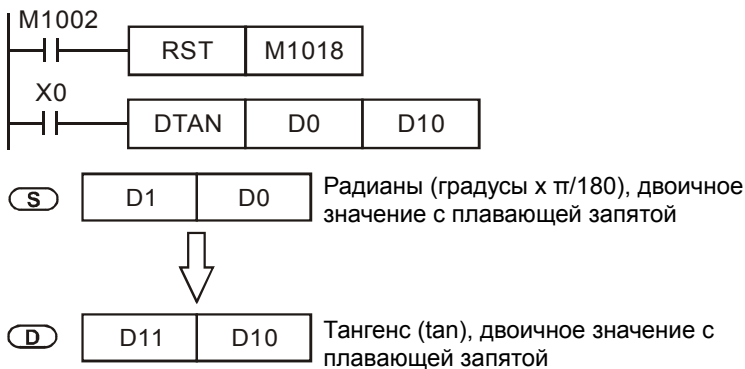 M1002
RST M1018
X0
DTAN D0 D10
S D1 D0 Радианы (градусы x π/180), двоичное
значение с плавающей запятой
D D11 D10 Тангенс (tan), двоичное значение с
плавающей запятой